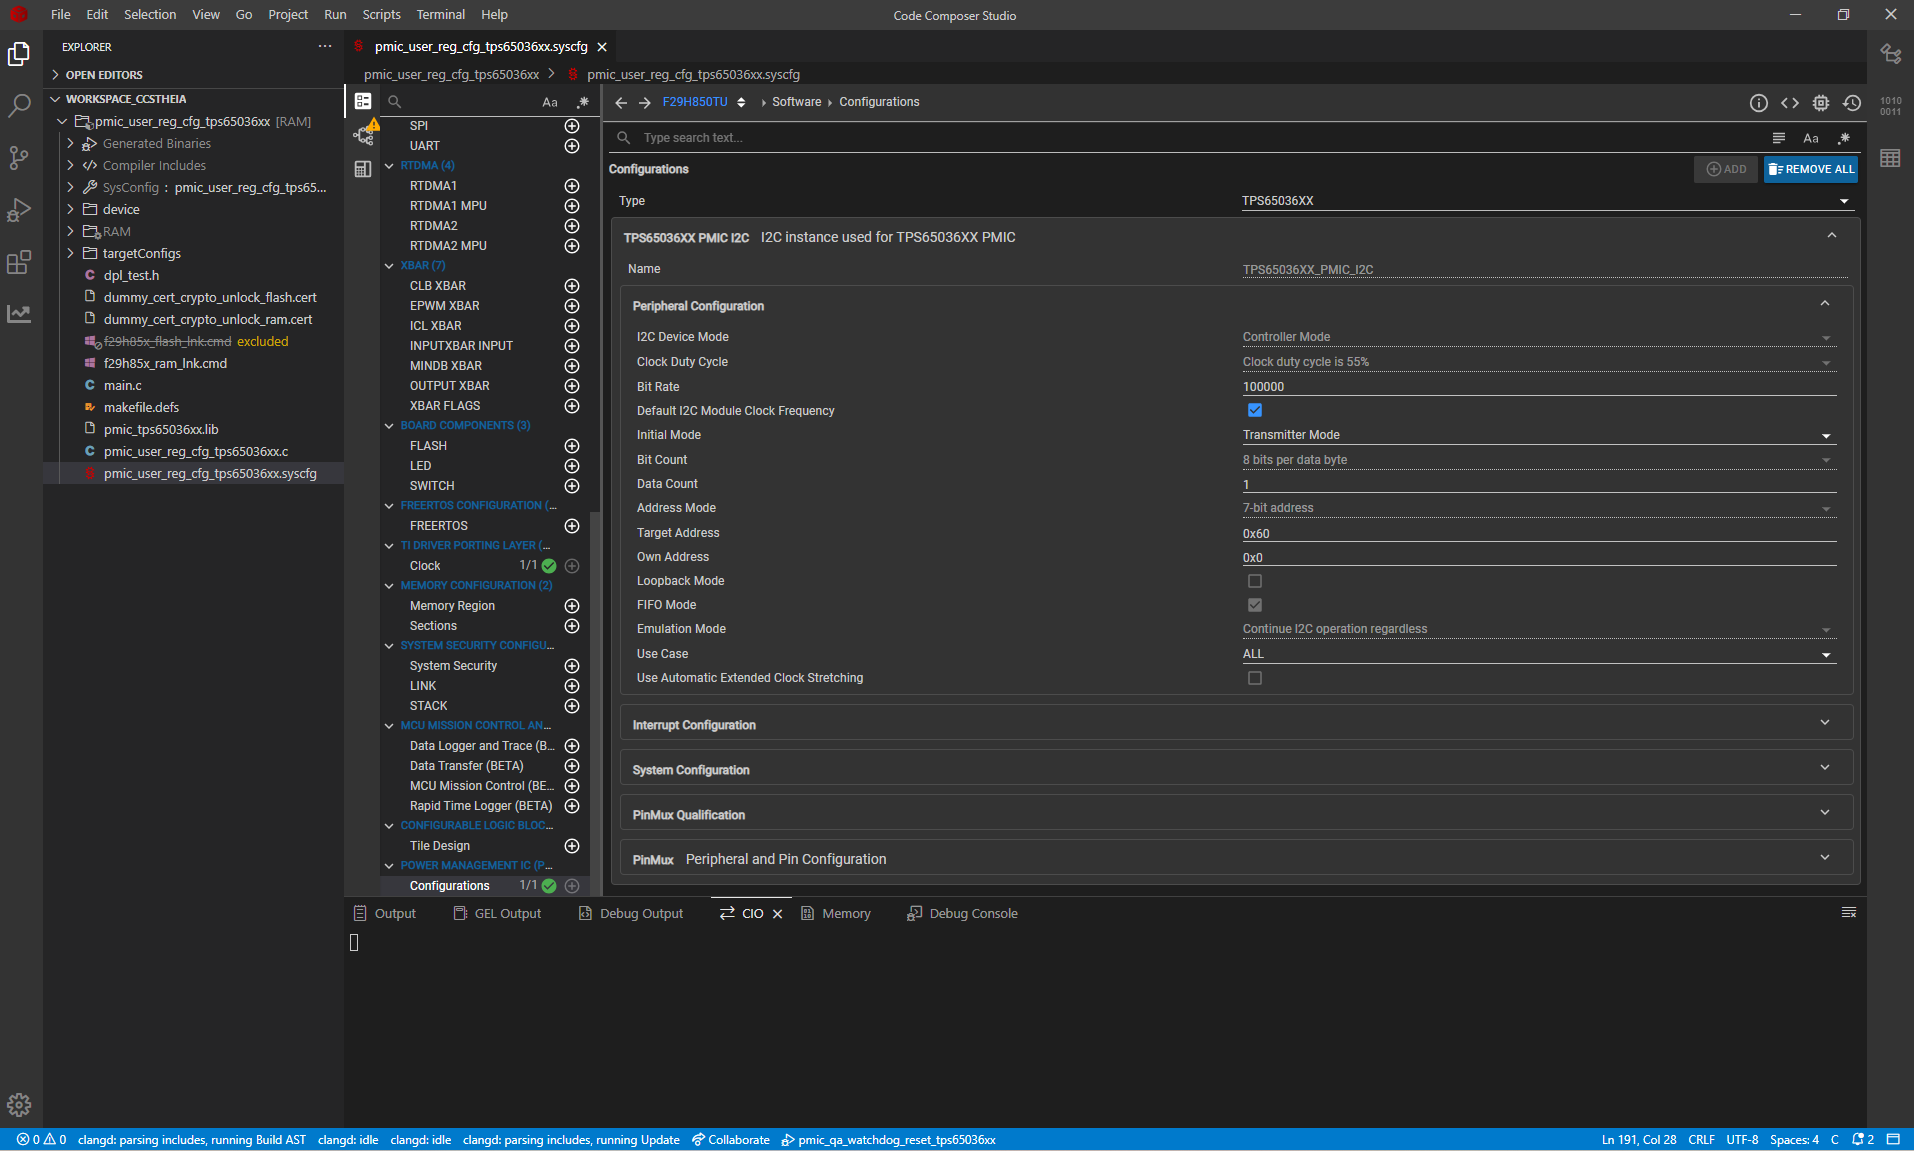 File Edit Selection View Go Project Run Scripts Terminal Help
Code Composer Studio
EXPLORER
OPEN EDITORS
WORKSPACE_CCSTHEIA
pmic_user_reg_cfg_tps65036xx [RAM]
Generated Binaries
Compiler Includes
SysConfig : pmic_user_reg_cfg_tps65...
device
RAM
targetConfigs
dpl_test.h
dummy_cert_crypto_unlock_flash.cert
dummy_cert_crypto_unlock_ram.cert
f29h85x_flash_lnk.cmd excluded
f29h85x_ram_lnk.cmd
main.c
makefile.defs
pmic_tps65036xx.lib
pmic_user_reg_cfg_tps65036xx.c
pmic_user_reg_cfg_tps65036xx.syscfg
pmic_user_reg_cfg_tps65036xx.syscfg
pmic_user_reg_cfg_tps65036xx pmic_user_reg_cfg_tps65036xx.syscfg
Aa .*
SPI
UART
RTDMA (4)
RTDMA1
RTDMA1 MPU
RTDMA2
RTDMA2 MPU
XBAR (7)
CLB XBAR
EPWM XBAR
ICL XBAR
INPUTXBAR INPUT
MINDB XBAR
OUTPUT XBAR
XBAR FLAGS
BOARD COMPONENTS (3)
FLASH
LED
SWITCH
FREERTOS CONFIGURATION (...
FREERTOS
TI DRIVER PORTING LAYER (...
Clock 1/1
MEMORY CONFIGURATION (2)
Memory Region
Sections
SYSTEM SECURITY CONFIGU...
System Security
LINK
STACK
MCU MISSION CONTROL AN...
Data Logger and Trace (B...
Data Transfer (BETA)
MCU Mission Control (BE...
Rapid Time Logger (BETA)
CONFIGURABLE LOGIC BLOC...
Tile Design
POWER MANAGEMENT IC (P...
Configurations 1/1
F29H850TU Software Configurations
Type search text...
Aa .*
Configurations
ADD REMOVE ALL
Type TPS65036XX
TPS65036XX PMIC I2C I2C instance used for TPS65036XX PMIC
Name TPS65036XX_PMIC_I2C
Peripheral Configuration
I2C Device Mode Controller Mode
Clock Duty Cycle Clock duty cycle is 55%
Bit Rate 100000
Default I2C Module Clock Frequency
Initial Mode Transmitter Mode
Bit Count 8 bits per data byte
Data Count 1
Address Mode 7-bit address
Target Address 0x60
Own Address 0x0
Loopback Mode
FIFO Mode
Emulation Mode Continue I2C operation regardless
Use Case ALL
Use Automatic Extended Clock Stretching
Interrupt Configuration
System Configuration
PinMux Qualification
PinMux Peripheral and Pin Configuration
1010
0011
Output GEL Output Debug Output CIO Memory Debug Console
0 0 clangd: parsing includes, running Build AST clangd: idle clangd: idle clangd: parsing includes, running Update Collaborate pmic_qa_watchdog_reset_tps65036xx
Ln 191, Col 28 CRLF UTF-8 Spaces: 4 C 2